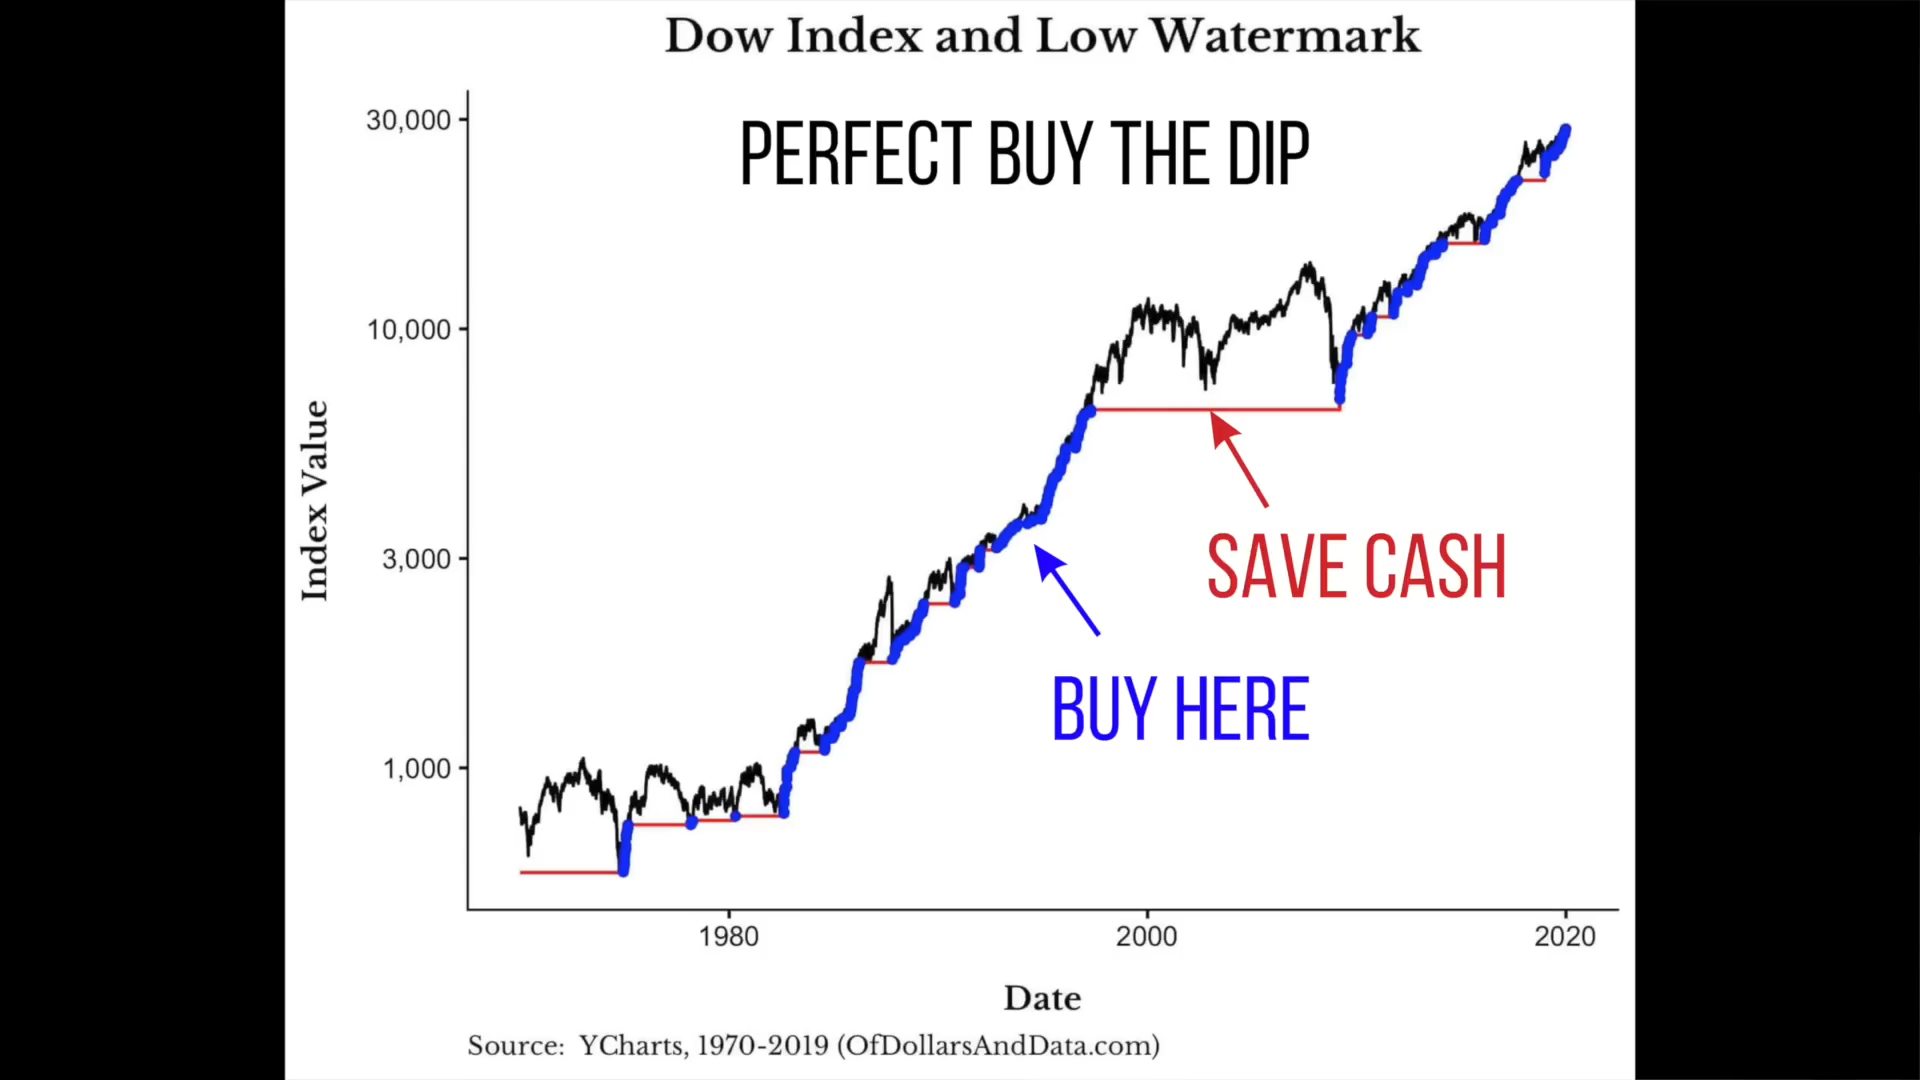 Dow Index and Low Watermark
PERFECT BUY THE DIP
30,000
10,000
3,000
1,000
Index Value
SAVE CASH
BUY HERE
1980
2000
2020
Date
Source: YCharts, 1970-2019 (OfDollarsAndData.com)